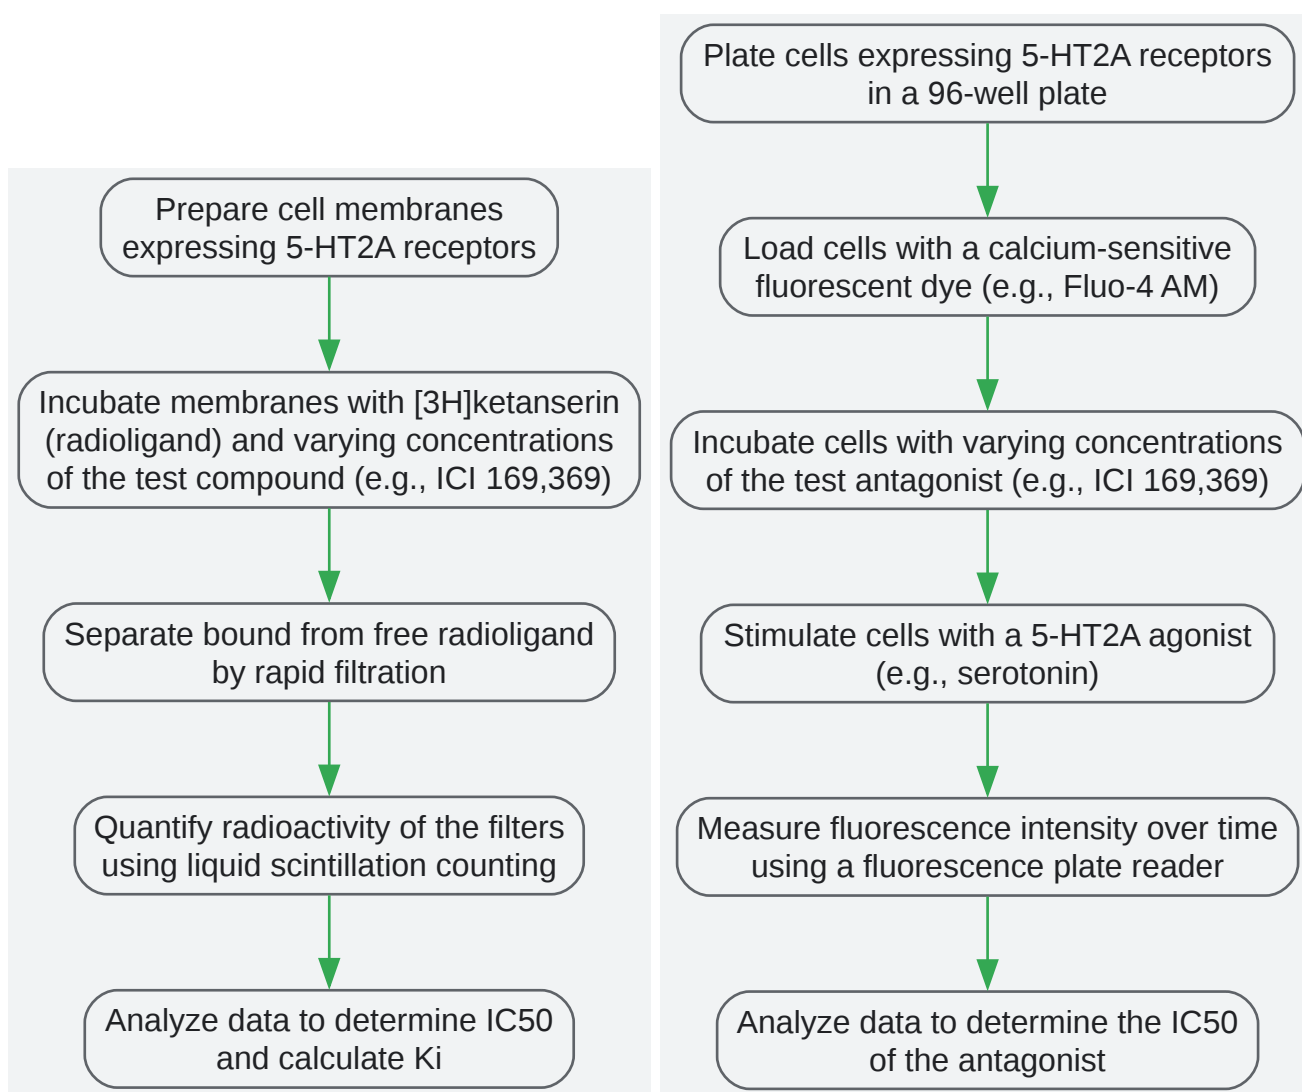 Prepare cell membranes
expressing 5-HT2A receptors
Incubate membranes with [3H]ketanserin
(radioligand) and varying concentrations
of the test compound (e.g., ICI 169,369)
Separate bound from free radioligand
by rapid filtration
Quantify radioactivity of the filters
using liquid scintillation counting
Analyze data to determine IC50
and calculate Ki
Plate cells expressing 5-HT2A receptors
in a 96-well plate
Load cells with a calcium-sensitive
fluorescent dye (e.g., Fluo-4 AM)
Incubate cells with varying concentrations
of the test antagonist (e.g., ICI 169,369)
Stimulate cells with a 5-HT2A agonist
(e.g., serotonin)
Measure fluorescence intensity over time
using a fluorescence plate reader
Analyze data to determine the IC50
of the antagonist